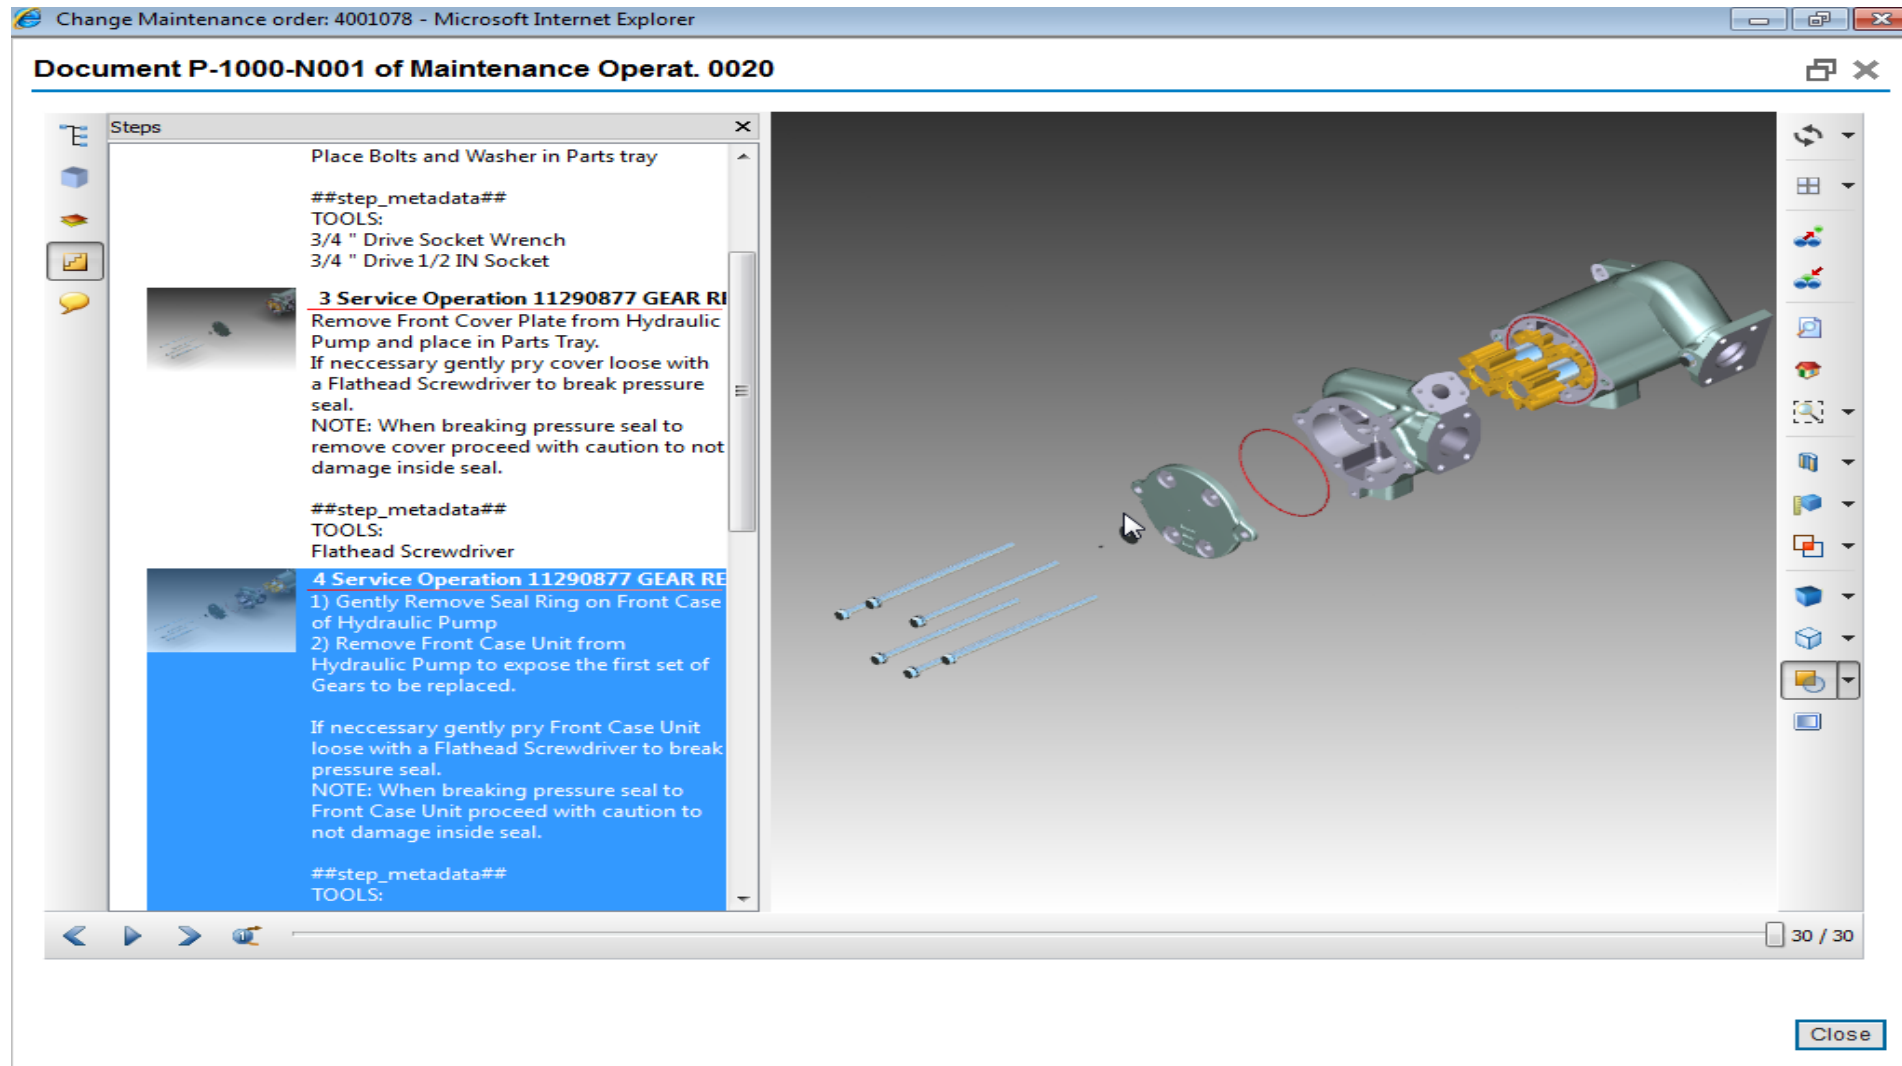 Change Maintenance order: 4001078 - Microsoft Internet Explorer
Document P-1000-N001 of Maintenance Operat. 0020
Steps
Place Bolts and Washer in Parts tray
##step_metadata##
TOOLS:
3/4 " Drive Socket Wrench
3/4 " Drive 1/2 IN Socket
3 Service Operation 11290877 GEAR RI
Remove Front Cover Plate from Hydraulic
Pump and place in Parts Tray.
If neccessary gently pry cover loose with
a Flathead Screwdriver to break pressure
seal.
NOTE: When breaking pressure seal to
remove cover proceed with caution to not
damage inside seal.
##step_metadata##
TOOLS:
Flathead Screwdriver
4 Service Operation 11290877 GEAR RE
1) Gently Remove Seal Ring on Front Case
of Hydraulic Pump
2) Remove Front Case Unit from
Hydraulic Pump to expose the first set of
Gears to be replaced.
If neccessary gently pry Front Case Unit
loose with a Flathead Screwdriver to break
pressure seal.
NOTE: When breaking pressure seal to
Front Case Unit proceed with caution to
not damage inside seal.
##step_metadata##
TOOLS:
30 / 30
Close